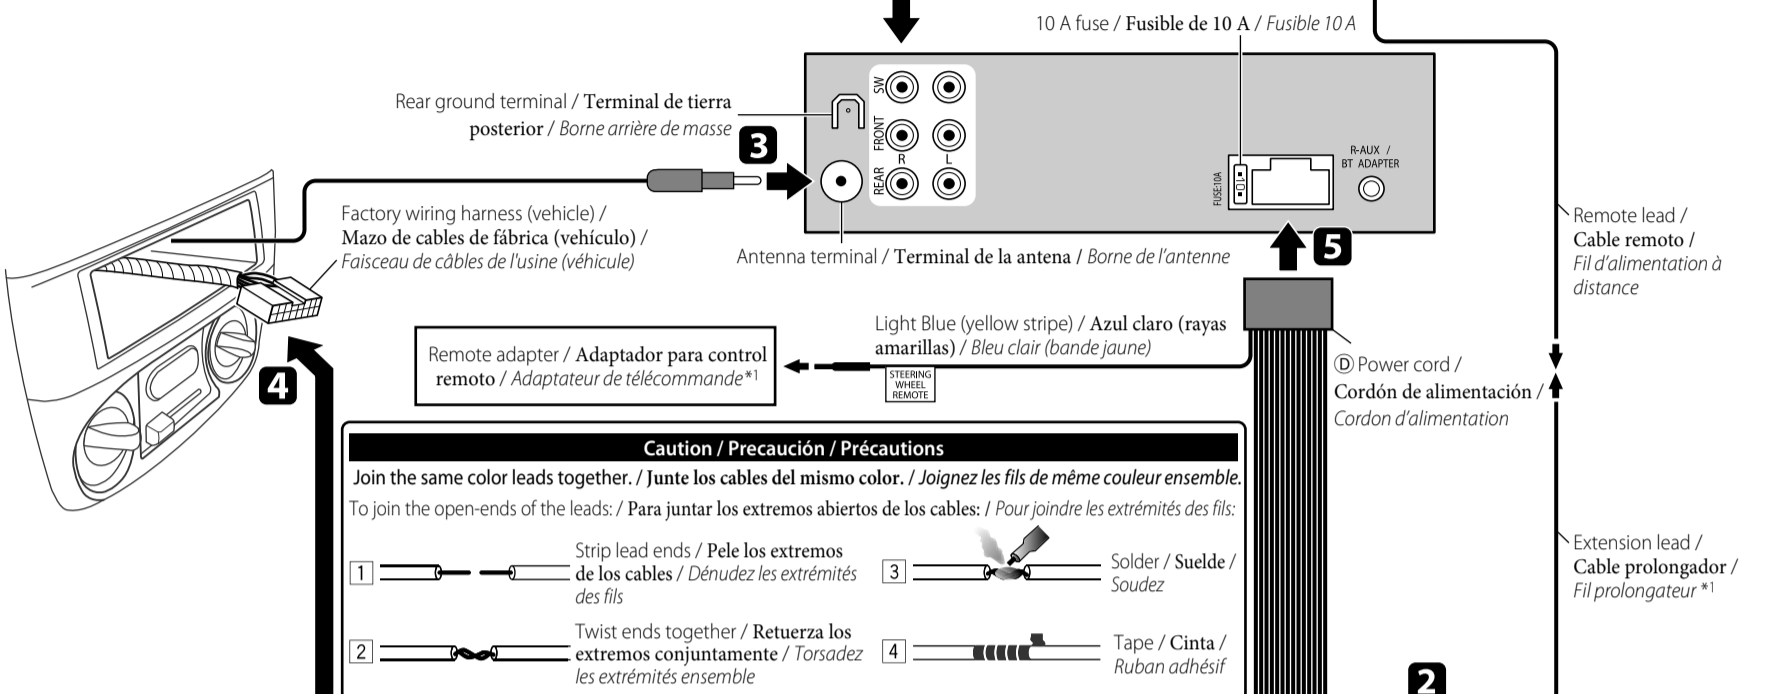 10 A fuse / Fusible de 10 A / Fusible 10 A
Rear ground terminal / Terminal de tierra
posterior / Borne arrière de masse
3
SW
FRONT
R L
REAR
FUSE:10A
10
R-AUX /
BT ADAPTER
Factory wiring harness (vehicle) /
Mazo de cables de fábrica (vehículo) /
Faisceau de câbles de l'usine (véhicule)
Antenna terminal / Terminal de la antena / Borne de l'antenne
5
Remote lead /
Cable remoto /
Fil d'alimentation à
distance
4
Remote adapter / Adaptador para control
remoto / Adaptateur de télécommande*1
Light Blue (yellow stripe) / Azul claro (rayas
amarillas) / Bleu clair (bande jaune)
STEERING
WHEEL
REMOTE
Ⓓ Power cord /
Cordón de alimentación /
Cordon d'alimentation
Caution / Precaución / Précautions
Join the same color leads together. / Junte los cables del mismo color. / Joignez les fils de même couleur ensemble.
To join the open-ends of the leads: / Para juntar los extremos abiertos de los cables: / Pour joindre les extrémités des fils:
1
Strip lead ends / Pele los extremos
de los cables / Dénudez les extrémités
des fils
2
Twist ends together / Retuerza los
extremos conjuntamente / Torsadez
les extrémités ensemble
3
Solder / Suelde /
Soudez
4
Tape / Cinta /
Ruban adhésif
Extension lead /
Cable prolongador /
Fil prolongateur *1
2